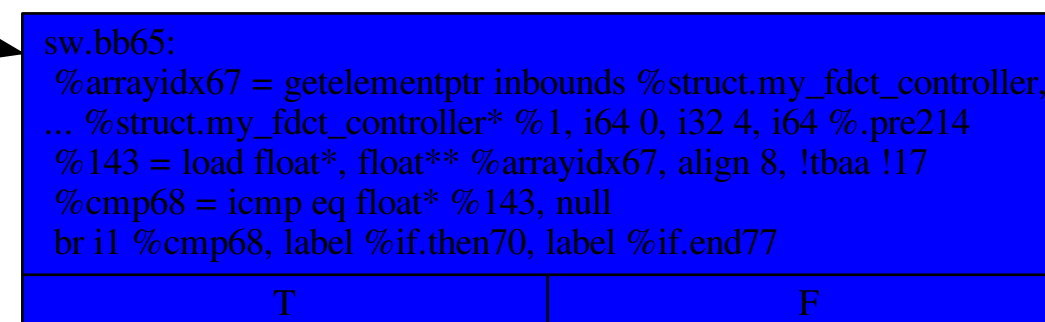 sw.bb65:
%arrayidx67 = getelementptr inbounds %struct.my_fdct_controller,
... %struct.my_fdct_controller* %1, i64 0, i32 4, i64 %.pre214
%143 = load float*, float** %arrayidx67, align 8, !tbaa !17
%cmp68 = icmp eq float* %143, null
br i1 %cmp68, label %if.then70, label %if.end77
T F